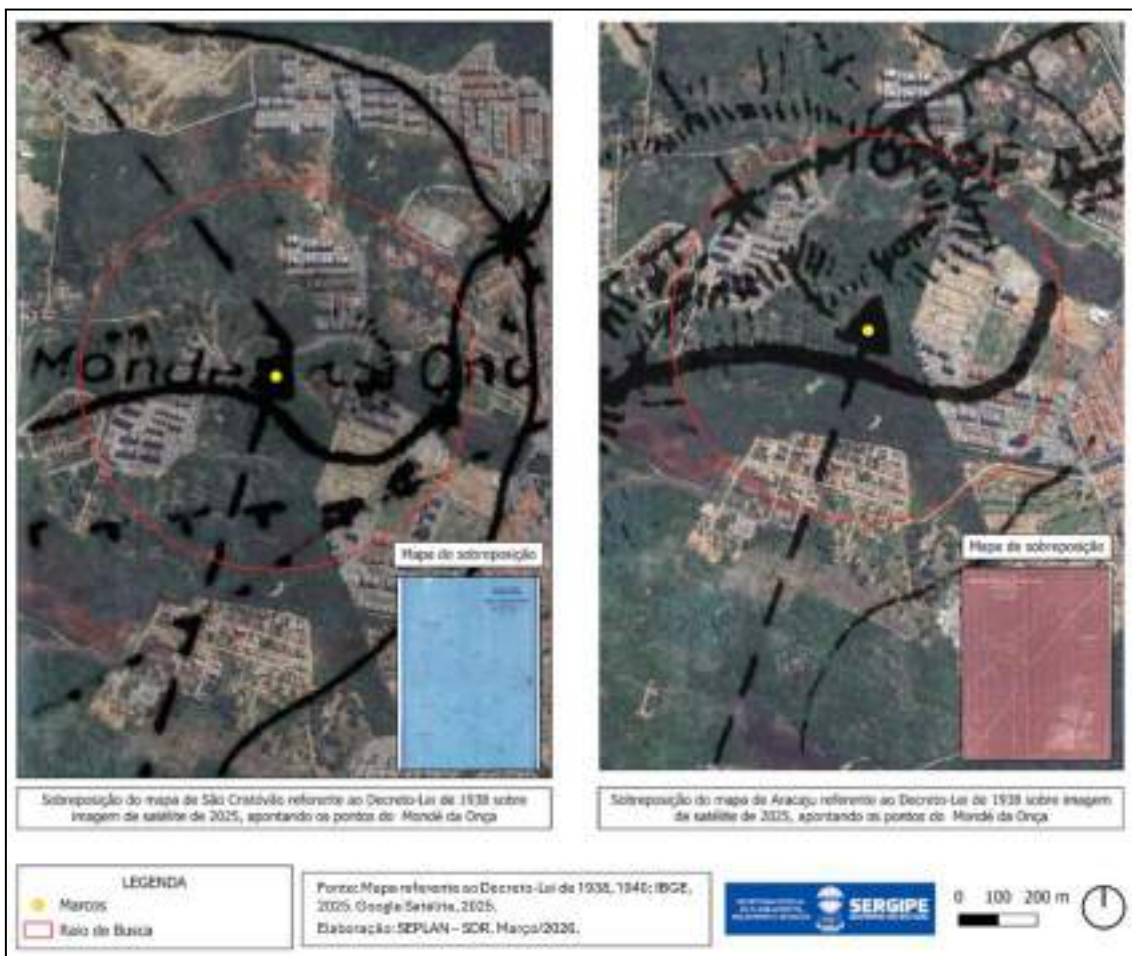 Monde da Onç
MONDÉ
Mapa de sobreposição
Mapa de sobreposição
Sobreposição do mapa de São Cristóvão referente ao Decreto-Lei de 1938 sobre
imagem de satélite de 2025, apontando os pontos do Mondé da Onça
Sobreposição do mapa de Aracaju referente ao Decreto-Lei de 1938 sobre imagem
de satélite de 2025, apontando os pontos do Mondé da Onça
LEGENDA
Marcos
Raio de Busca
Fonte: Mapa referente ao Decreto-Lei de 1938, 1940; IBGE,
2025. Google Satélite, 2025.
Elaboração: SEPLAN – SDR. Março/2026.
SERGIPE
0 100 200 m